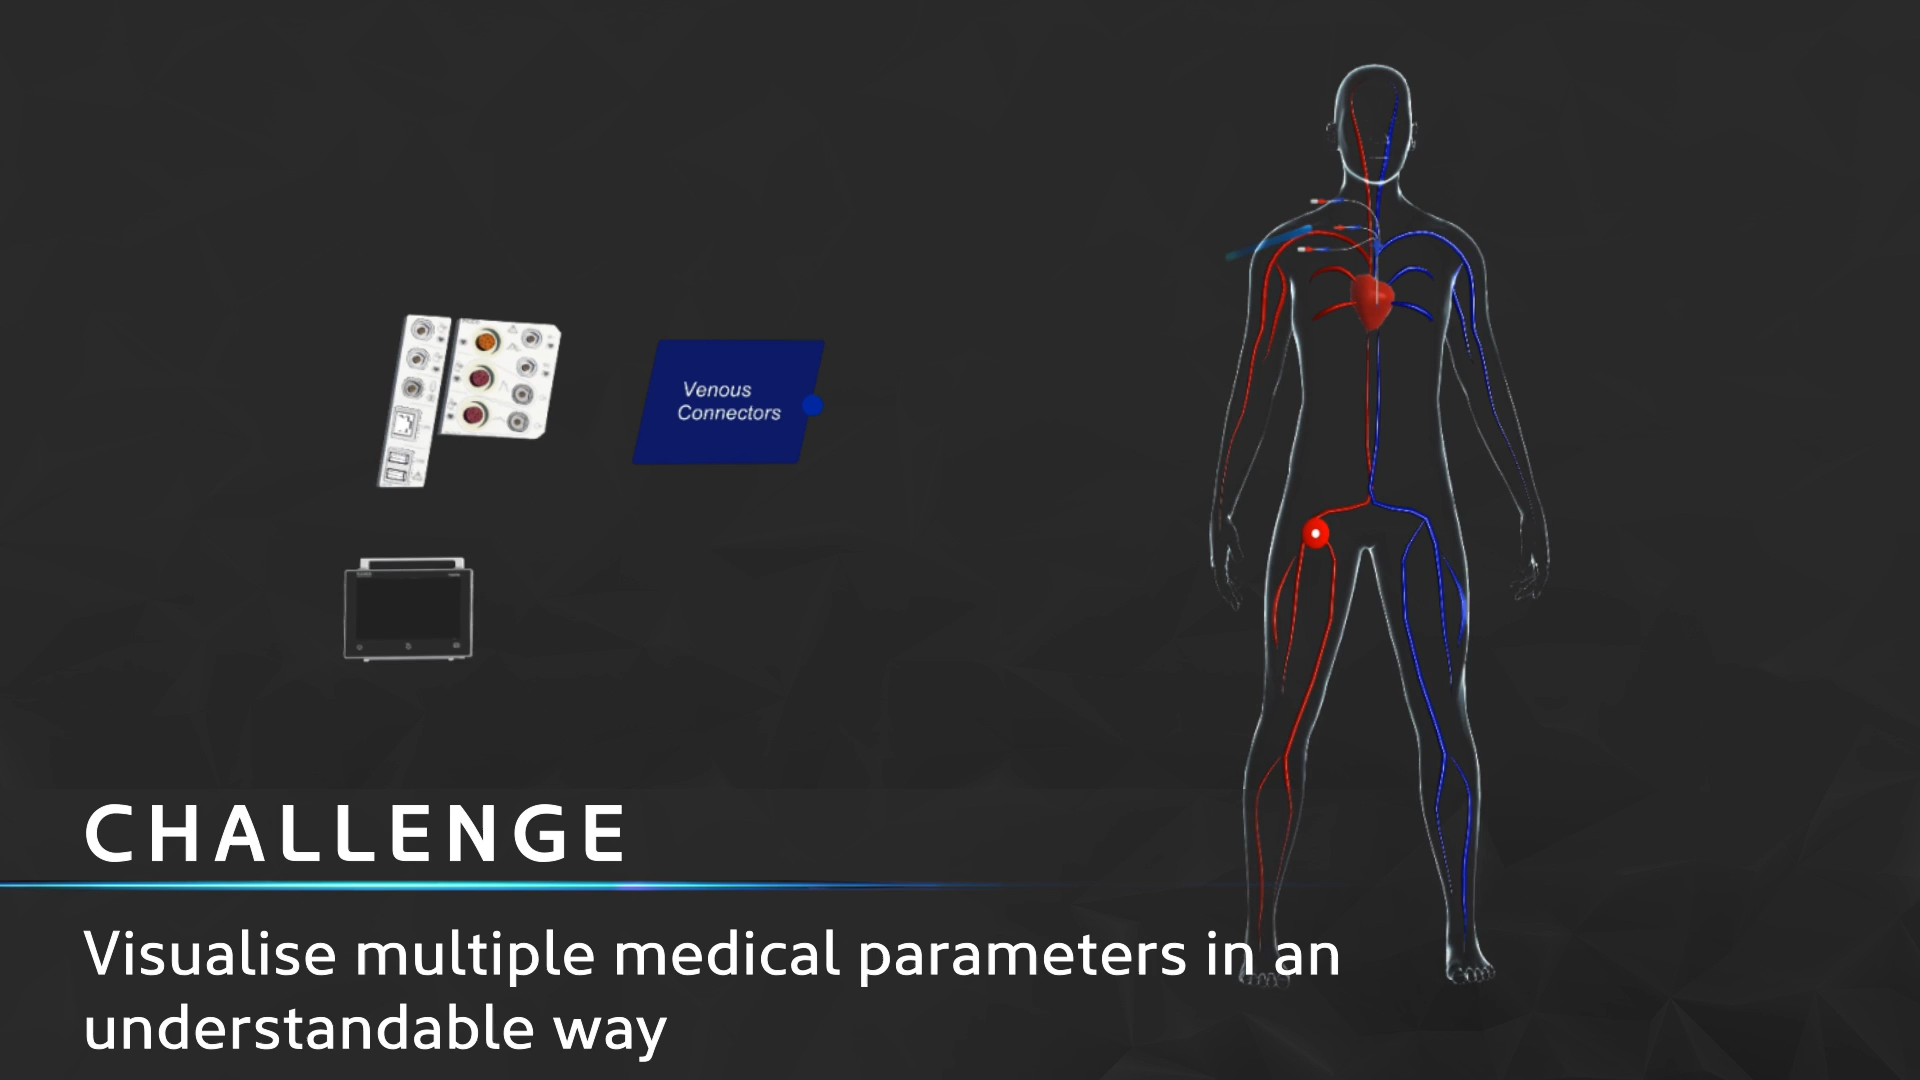 Venous
Connectors
CHALLENGE
Visualise multiple medical parameters in an
understandable way